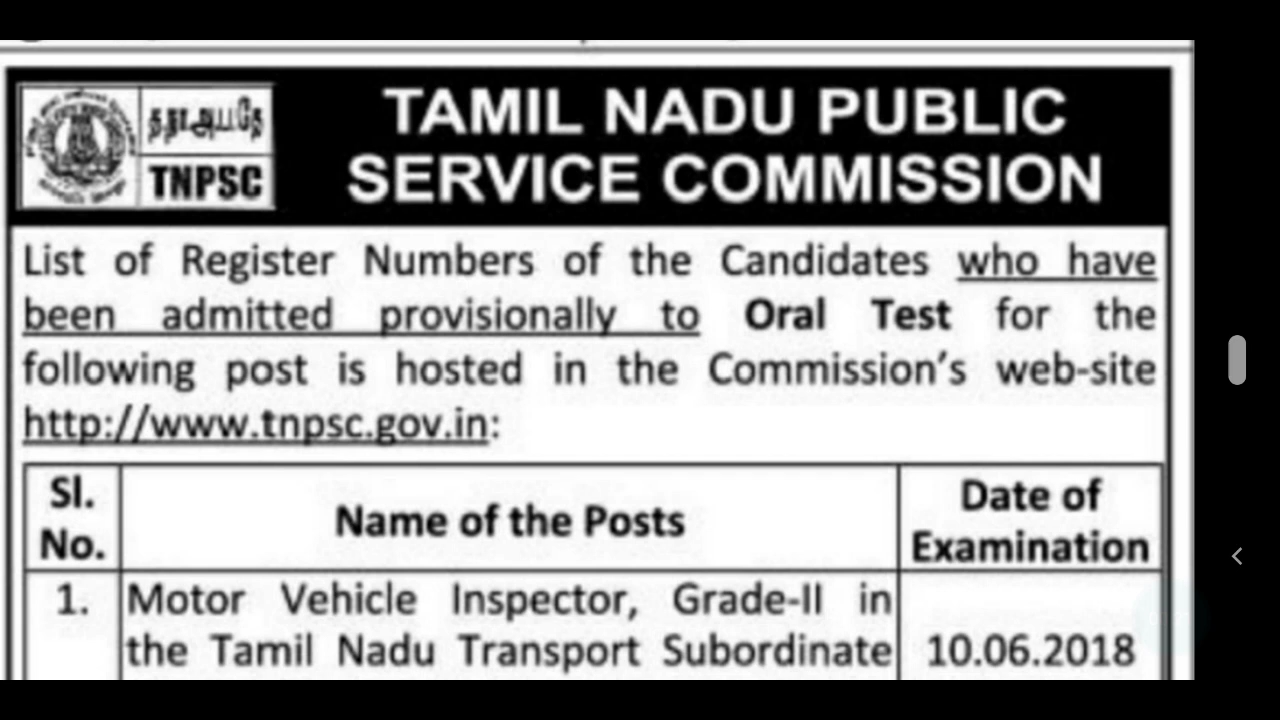 தநாஅபதே
TNPSC
TAMIL NADU PUBLIC
SERVICE COMMISSION
List of Register Numbers of the Candidates who have
been admitted provisionally to Oral Test for the
following post is hosted in the Commission's web-site
http://www.tnpsc.gov.in:
Sl.
No.
Name of the Posts
Date of
Examination
1.
Motor Vehicle Inspector, Grade-II in
the Tamil Nadu Transport Subordinate
10.06.2018